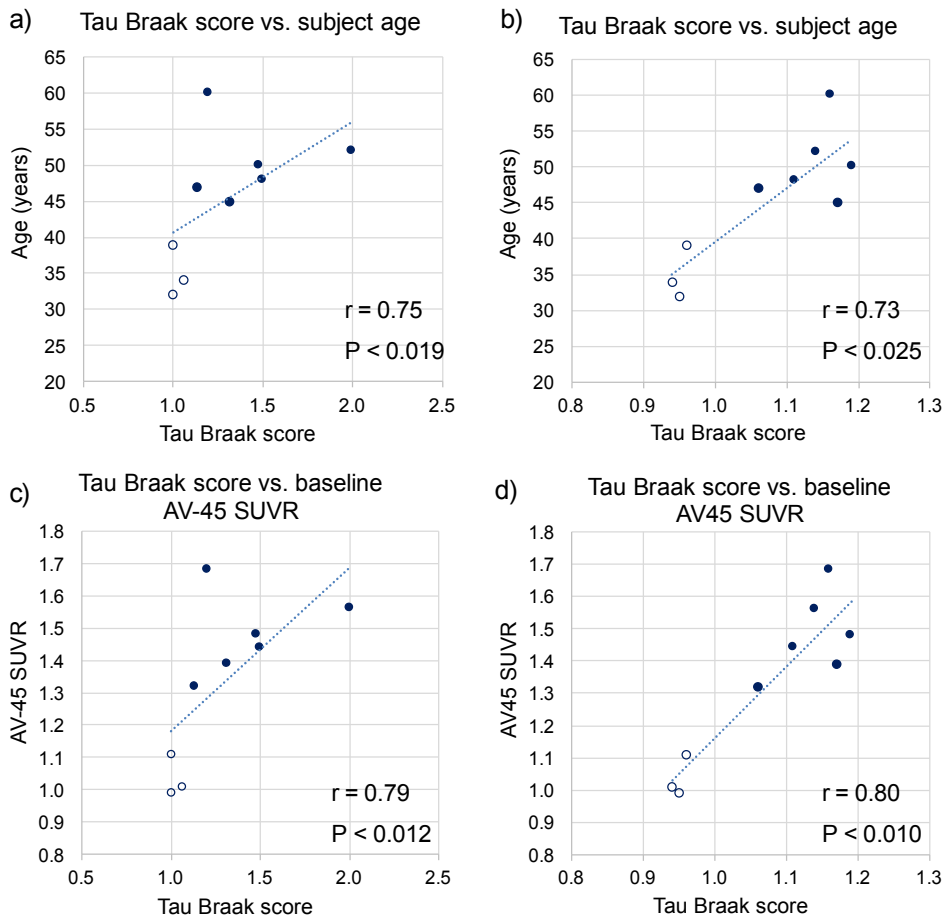 a)
Tau Braak score vs. subject age
65
60
55
50
45
40
35
30
25
20
Age (years)
r = 0.75
P < 0.019
0.5 1.0 1.5 2.0 2.5
Tau Braak score
b)
Tau Braak score vs. subject age
65
60
55
50
45
40
35
30
25
20
Age (years)
r = 0.73
P < 0.025
0.8 0.9 1.0 1.1 1.2 1.3
Tau Braak score
c)
Tau Braak score vs. baseline
AV-45 SUVR
1.8
1.7
1.6
1.5
1.4
1.3
1.2
1.1
1.0
0.9
0.8
AV-45 SUVR
r = 0.79
P < 0.012
0.5 1.0 1.5 2.0 2.5
Tau Braak score
d)
Tau Braak score vs. baseline
AV45 SUVR
1.8
1.7
1.6
1.5
1.4
1.3
1.2
1.1
1.0
0.9
0.8
AV45 SUVR
r = 0.80
P < 0.010
0.8 0.9 1.0 1.1 1.2 1.3
Tau Braak score